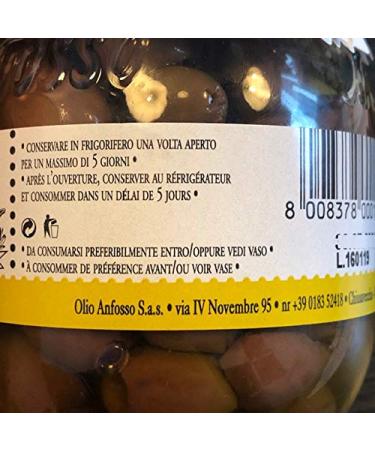 • CONSERVARE IN FRIGORIFERO UNA VOLTA APERTO
PER UN MASSIMO DI 5 GIORNI •
• APRÈS L'OUVERTURE, CONSERVER AU RÉFRIGÉRATEUR
ET CONSOMMER DANS UN DÉLAI DE 5 JOURS •
8 008378 000
L.160119
• DA CONSUMARSI PREFERIBILMENTE ENTRO/OPPURE VEDI VASO •
• À CONSOMMER DE PRÉFÉRENCE AVANT/OU VOIR VASE •
Olio Anfosso S.a.s. • via IV Novembre 95 • nr +39 0183 52418 •